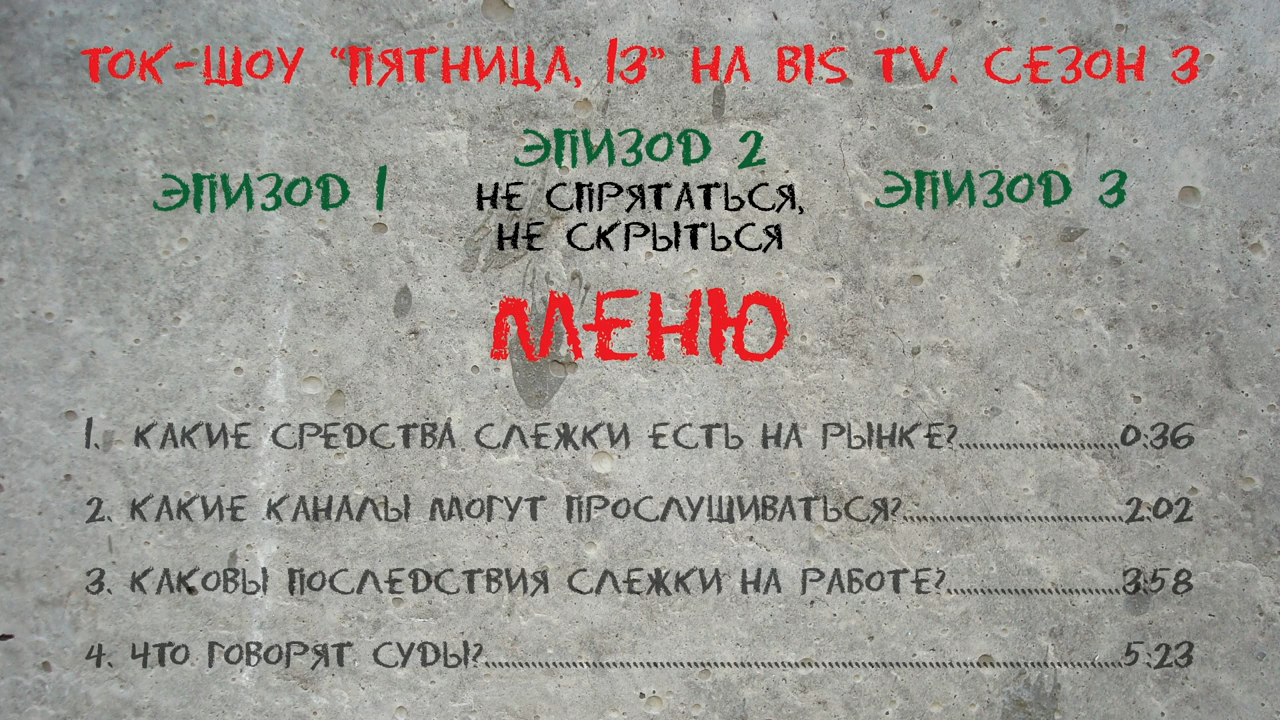 ТОК-ШОУ “ПЯТНИЦА, 13” НА BIS TV. СЕЗОН 3
ЭПИЗОД 1
ЭПИЗОД 2
НЕ СПРЯТАТЬСЯ,
НЕ СКРЫТЬСЯ
ЭПИЗОД 3
МЕНЮ
1. КАКИЕ СРЕДСТВА СЛЕЖКИ ЕСТЬ НА РЫНКЕ?........................0:36
2. КАКИЕ КАНАЛЫ МОГУТ ПРОСЛУШИВАТЬСЯ?.................................2:02
3. КАКОВЫ ПОСЛЕДСТВИЯ СЛЕЖКИ НА РАБОТЕ?..........................3:58
4. ЧТО ГОВОРЯТ СУДЫ?................................................................................................5:23